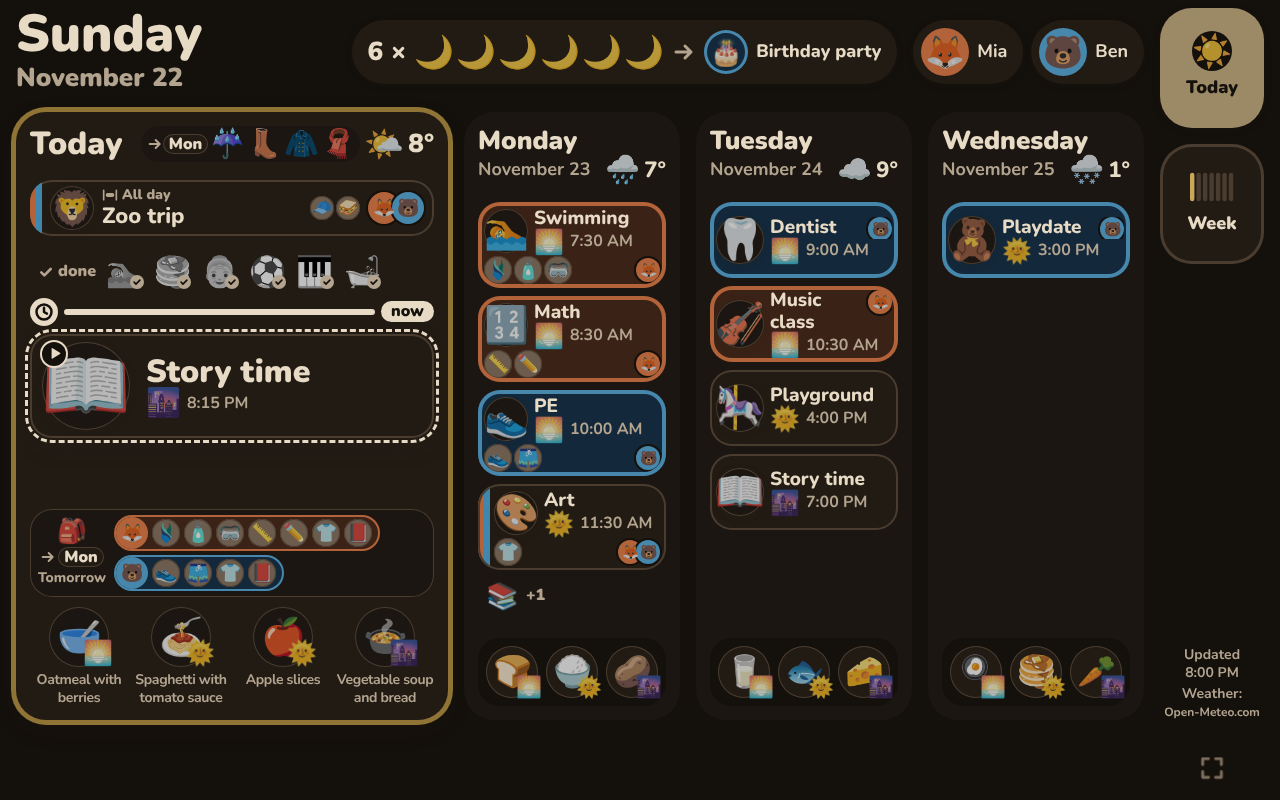 Sunday
November 22
6 ×
→
Birthday party
Mia
Ben
Today
Week
Today
→ Mon
8°
All day
Zoo trip
✓ done
now
Story time
8:15 PM
→ Mon
Tomorrow
Oatmeal with
berries
Spaghetti with
tomato sauce
Apple slices
Vegetable soup
and bread
Monday
November 23
7°
Swimming
7:30 AM
1 2
3 4
Math
8:30 AM
PE
10:00 AM
Art
11:30 AM
+1
Tuesday
November 24
9°
Dentist
9:00 AM
Music
class
10:30 AM
Playground
4:00 PM
Story time
7:00 PM
Wednesday
November 25
1°
Playdate
3:00 PM
Updated
8:00 PM
Weather:
Open-Meteo.com